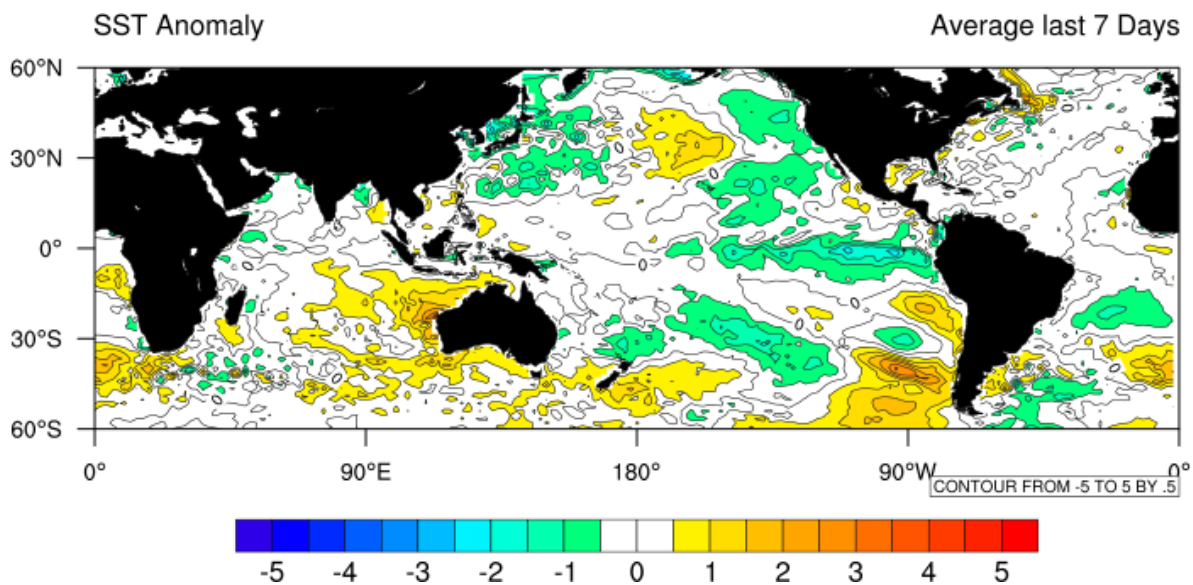 SST Anomaly
Average last 7 Days
60°N
30°N
0°
30°S
60°S
0°
90°E
180°
90°W
0°
CONTOUR FROM -5 TO 5 BY .5
-5 -4 -3 -2 -1 0 1 2 3 4 5